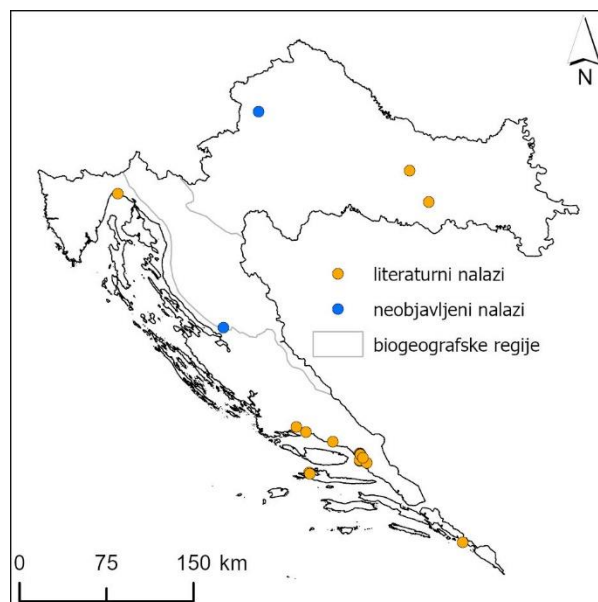 N
literaturni nalazi
neobjavljeni nalazi
biogeografske regije
0 75 150 km